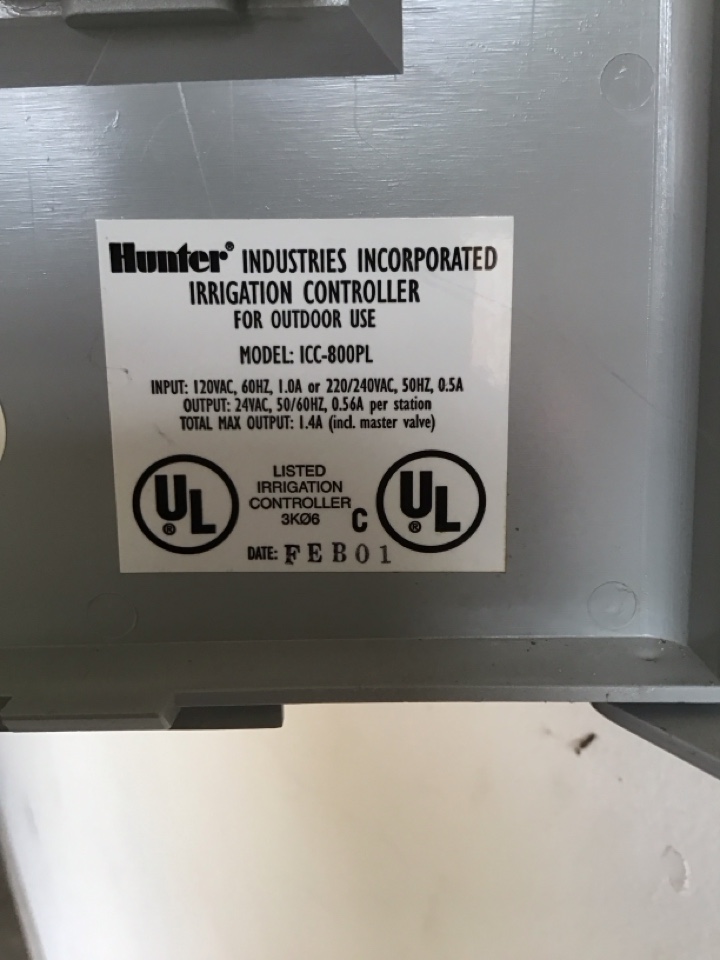 Hunter® INDUSTRIES INCORPORATED
IRRIGATION CONTROLLER
FOR OUTDOOR USE
MODEL: ICC-800PL
INPUT: 120VAC, 60HZ, 1.0A or 220/240VAC, 50HZ, 0.5A
OUTPUT: 24VAC, 50/60HZ, 0.56A per station
TOTAL MAX OUTPUT: 1.4A (incl. master valve)
UL® LISTED
IRRIGATION
CONTROLLER
3KØ6
C UL®
DATE: FEB01